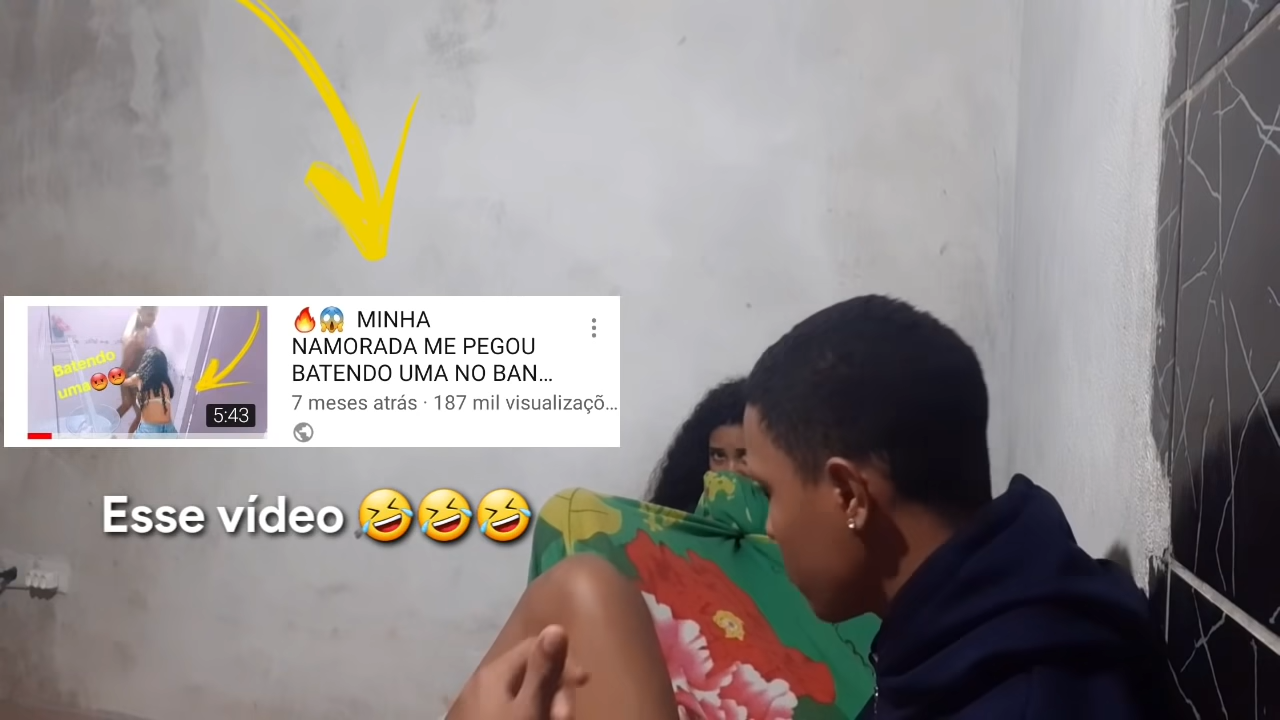 🔥😱 MINHA
NAMORADA ME PEGOU
BATENDO UMA NO BAN...
7 meses atrás · 187 mil visualizaçõ...
Batendo
uma😡😡
5:43
Esse vídeo 🤣🤣🤣